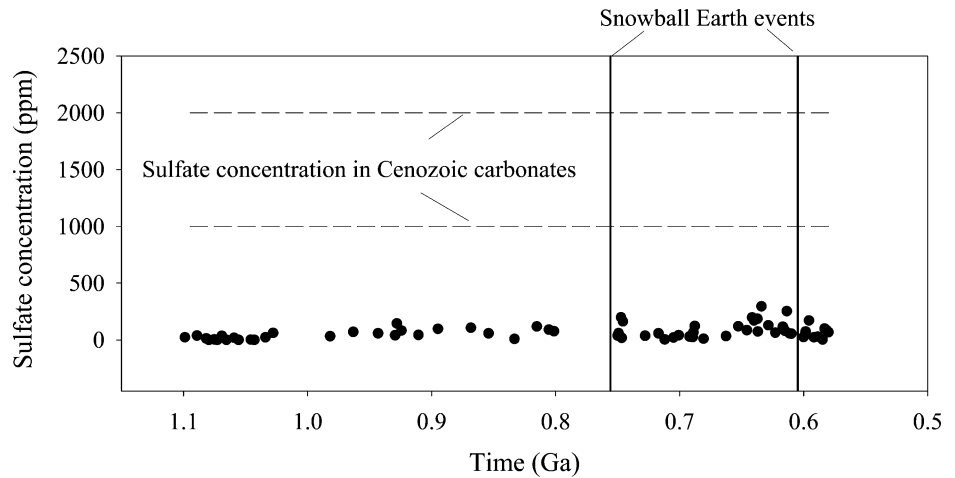 Snowball Earth events
2500
2000
1500
1000
500
0
Sulfate concentration (ppm)
Sulfate concentration in Cenozoic carbonates
1.1 1.0 0.9 0.8 0.7 0.6 0.5
Time (Ga)